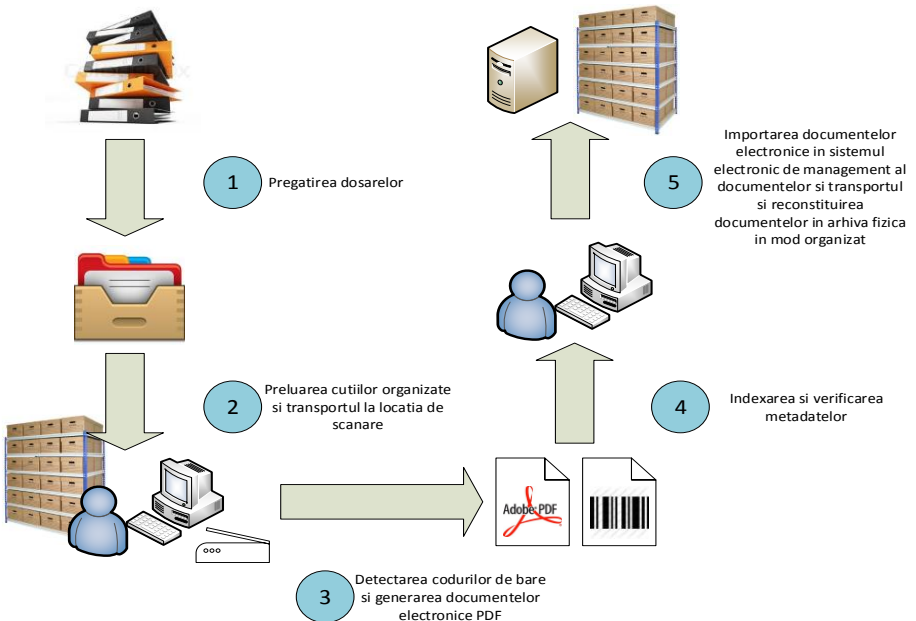 1
Pregatirea dosarelor
2
Preluarea cutiilor organizate
si transportul la locatia de
scanare
3
Detectarea codurilor de bare
si generarea documentelor
electronice PDF
Adobe PDF
4
Indexarea si verificarea
metadatelor
5
Importarea documentelor
electronice in sistemul
electronic de management al
documentelor si transportul
si reconstituirea
documentelor in arhiva fizica
in mod organizat